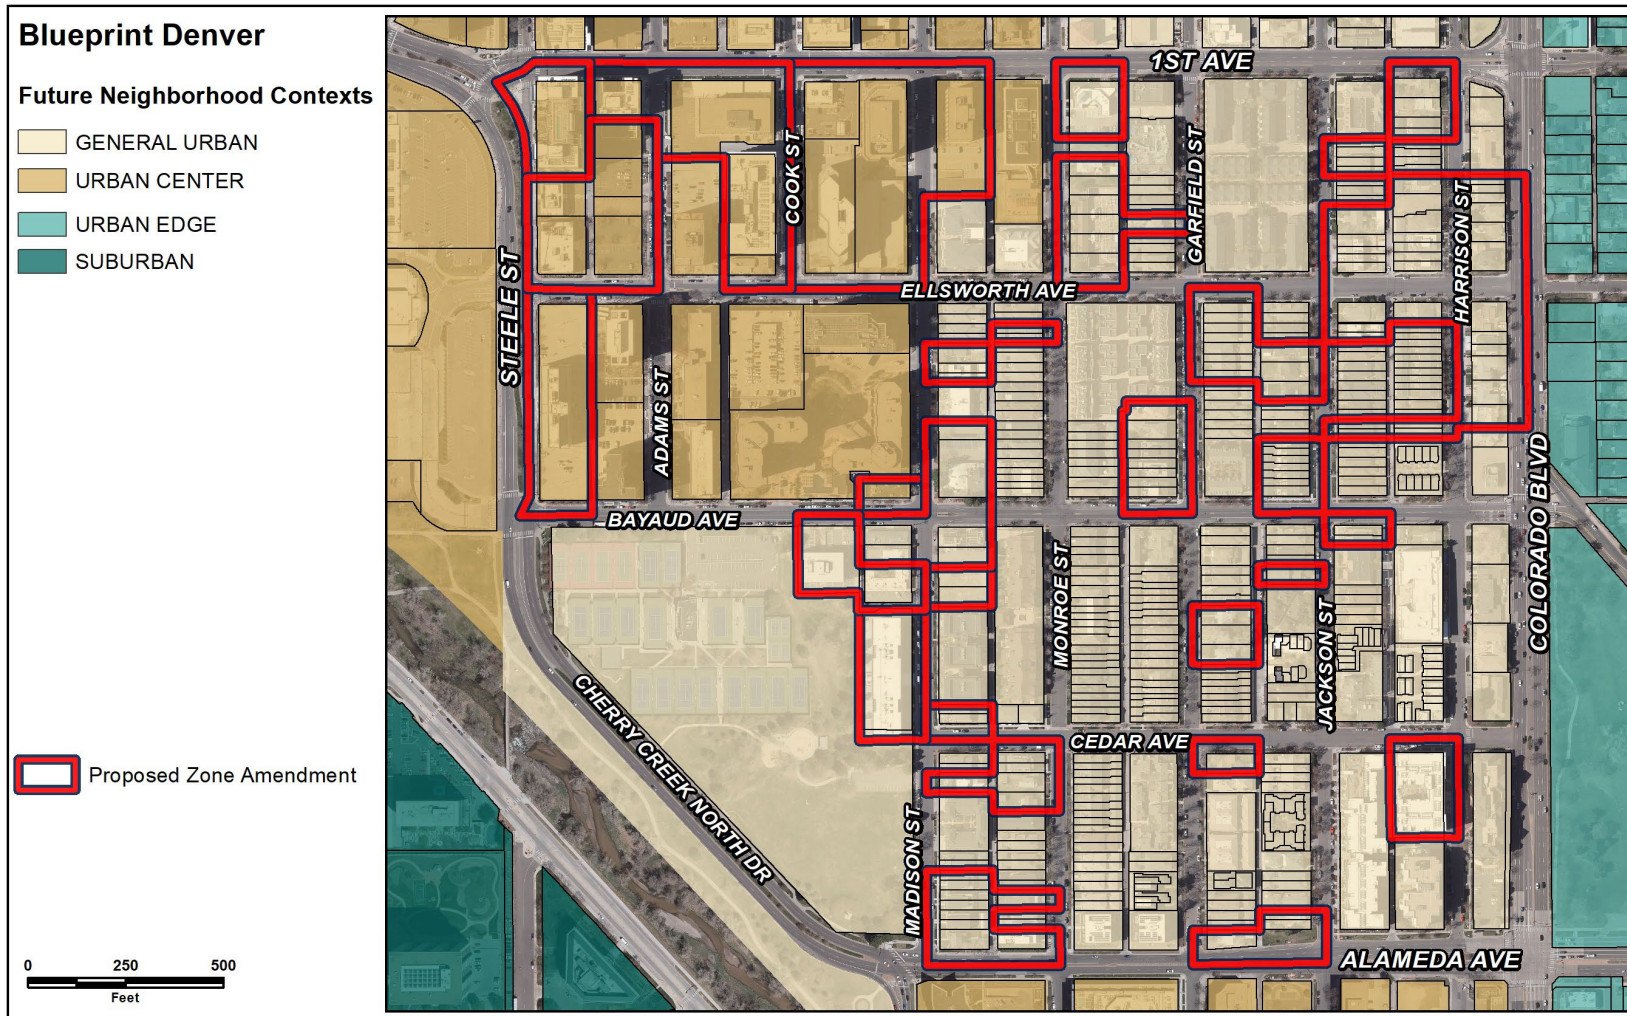 Blueprint Denver
Future Neighborhood Contexts
GENERAL URBAN
URBAN CENTER
URBAN EDGE
SUBURBAN
Proposed Zone Amendment
0 250 500
Feet
1ST AVE
COOK ST
GARFIELD ST
HARRISON ST
STEELE ST
ELLSWORTH AVE
ADAMS ST
BAYAUD AVE
COLORADO BLVD
MONROE ST
JACKSON ST
CHERRY CREEK NORTH DR
CEDAR AVE
MADISON ST
ALAMEDA AVE